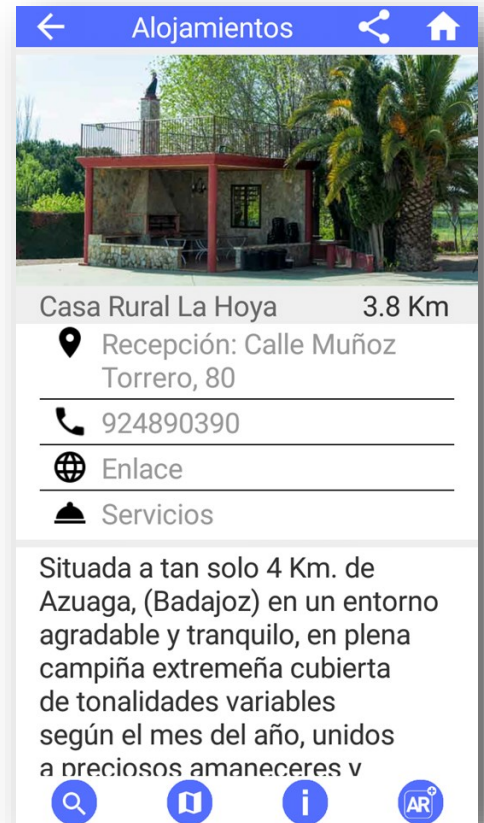 Alojamientos
Casa Rural La Hoya 3.8 Km
Recepción: Calle Muñoz
Torrero, 80
924890390
Enlace
Servicios
Situada a tan solo 4 Km. de
Azuaga, (Badajoz) en un entorno
agradable y tranquilo, en plena
campiña extremeña cubierta
de tonalidades variables
según el mes del año, unidos
a preciosos amaneceres y
i
AR+